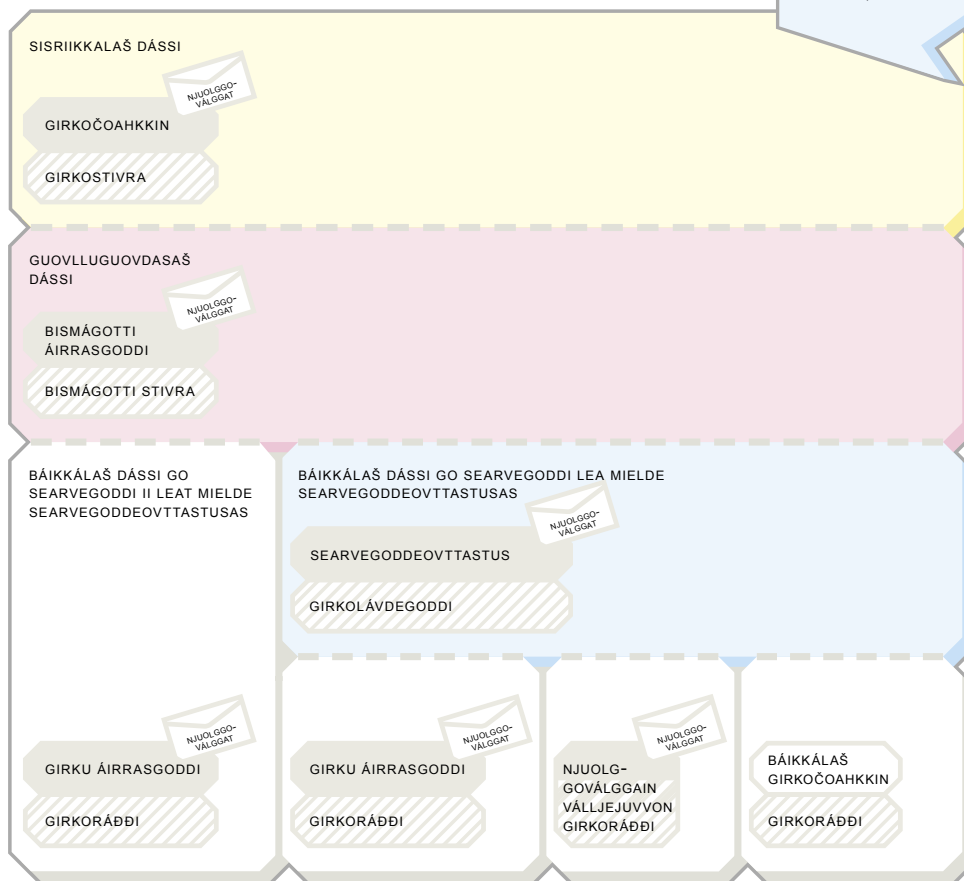 SISRIIKKALAŠ DÁSSI
NJUOLGGO-
VÁLGGAT
GIRKOČOAHKKIN
GIRKOSTIVRA
GUOVLLUGUOVDASAŠ
DÁSSI
NJUOLGGO-
VÁLGGAT
BISMÁGOTTI
ÁIRRASGODDI
BISMÁGOTTI STIVRA
BÁIKKÁLAŠ DÁSSI GO
SEARVEGODDI II LEAT MIELDE
SEARVEGODDEOVTTASTUSAS
BÁIKKÁLAŠ DÁSSI GO SEARVEGODDI LEA MIELDE
SEARVEGODDEOVTTASTUSAS
NJUOLGGO-
VÁLGGAT
SEARVEGODDEOVTTASTUS
GIRKOLÁVDEGODDI
NJUOLGGO-
VÁLGGAT
GIRKU ÁIRRASGODDI
GIRKORÁĐĐI
NJUOLGGO-
VÁLGGAT
GIRKU ÁIRRASGODDI
GIRKORÁĐĐI
NJUOLGGO-
VÁLGGAT
NJUOLG-
GOVÁLGGAIN
VÁLLJEJUVVON
GIRKORÁĐĐI
BÁIKKÁLAŠ
GIRKOČOAHKKIN
GIRKORÁĐĐI